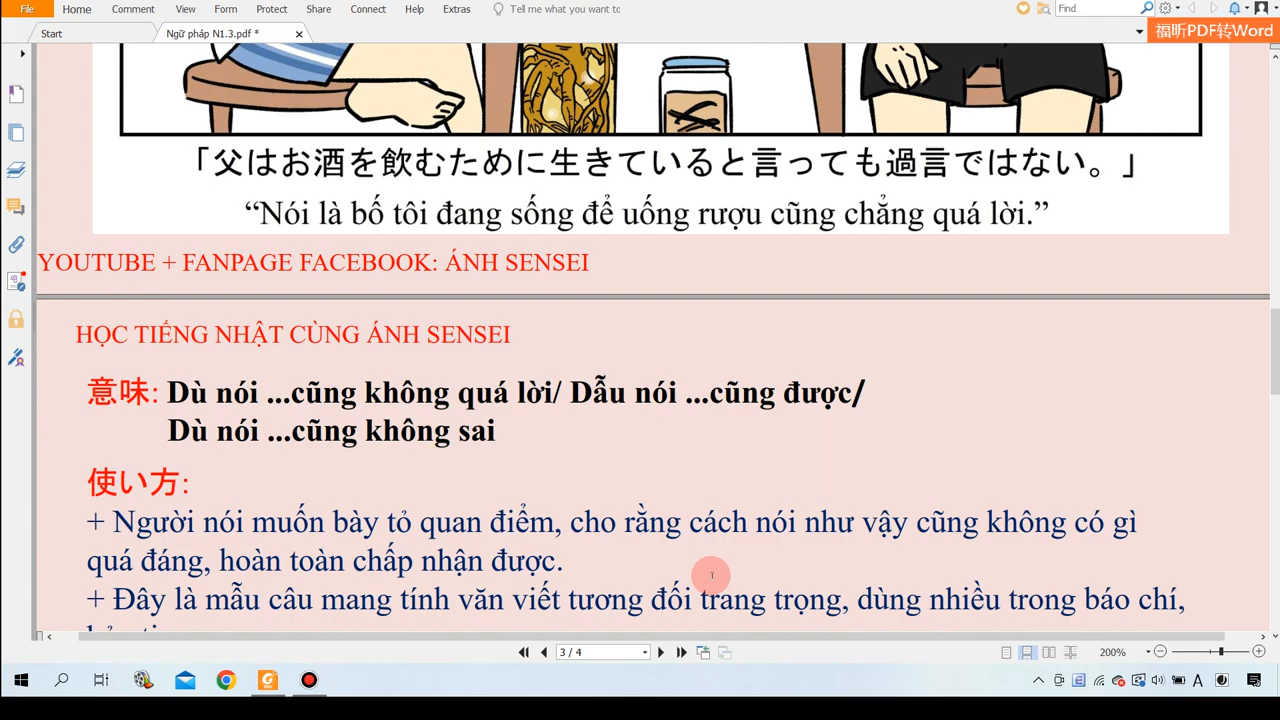 File Home Comment View Form Protect Share Connect Help Extras Tell me what you want to Find
Start Ngữ pháp N1.3.pdf *
福昕PDF转Word
「父はお酒を飲むために生きていると言っても過言ではない。」
“Nói là bố tôi đang sống để uống rượu cũng chẳng quá lời.”
YOUTUBE + FANPAGE FACEBOOK: ÁNH SENSEI
HỌC TIẾNG NHẬT CÙNG ÁNH SENSEI
意味: Dù nói ...cũng không quá lời/ Dẫu nói ...cũng được/
Dù nói ...cũng không sai
使い方:
+ Người nói muốn bày tỏ quan điểm, cho rằng cách nói như vậy cũng không có gì
quá đáng, hoàn toàn chấp nhận được.
+ Đây là mẫu câu mang tính văn viết tương đối trang trọng, dùng nhiều trong báo chí,
3 / 4 200%